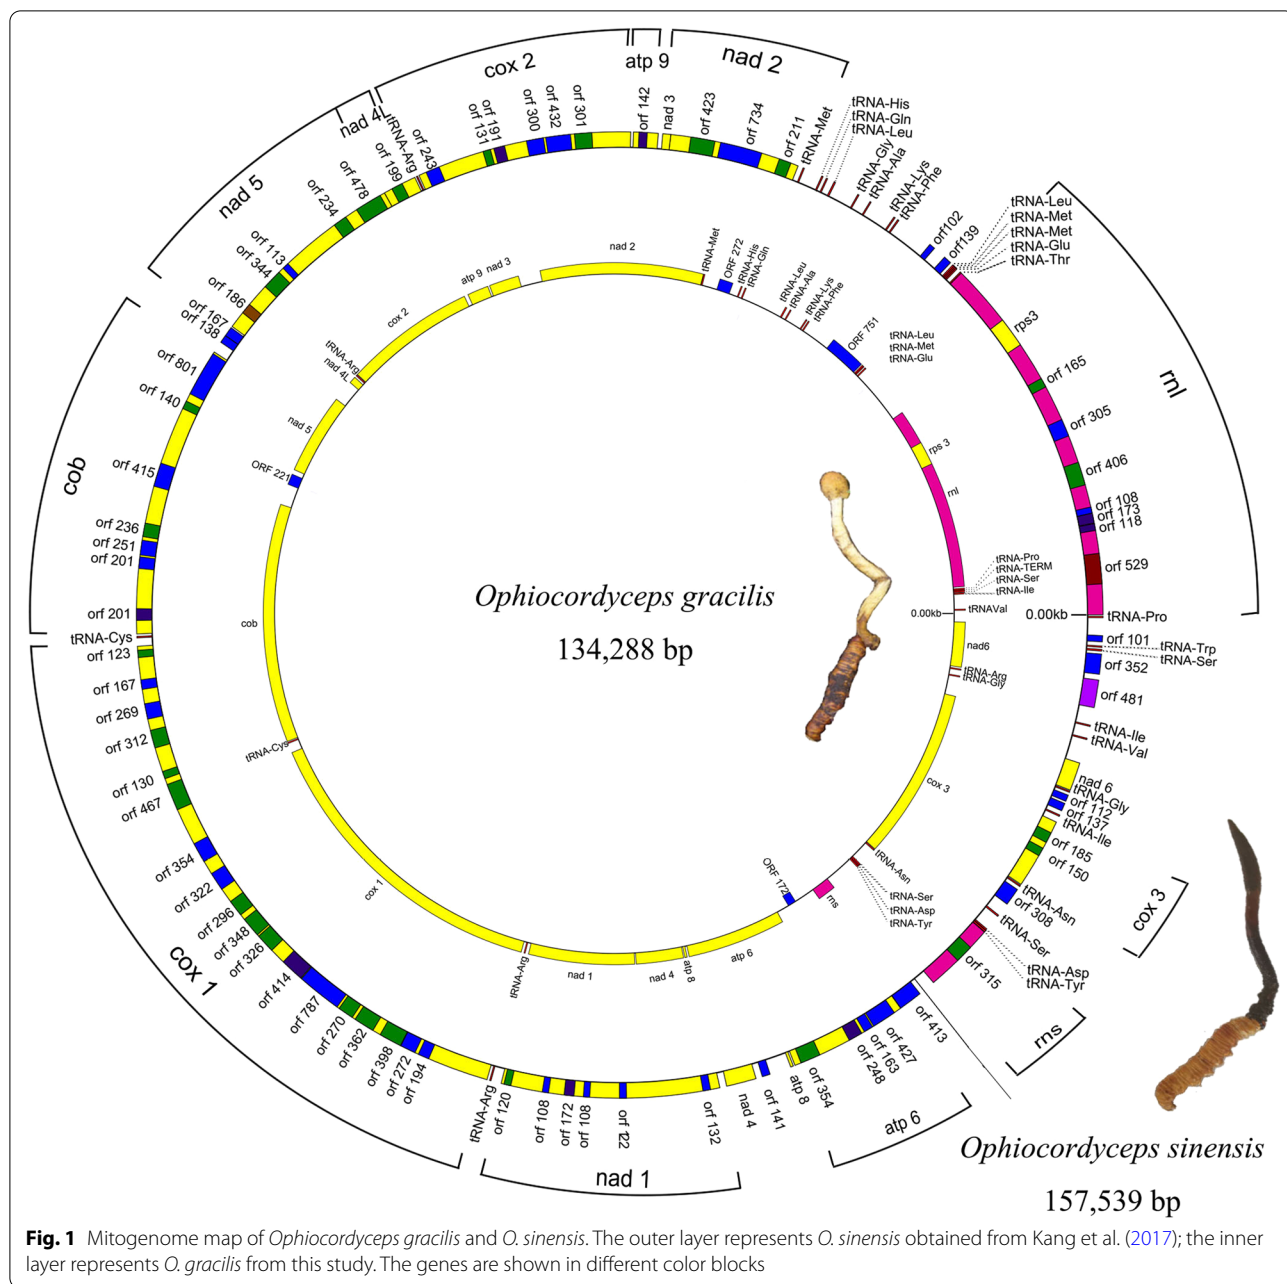 cox 2
atp 9
nad 2
nad 4L
nad 5
cob
cox 1
nad 1
atp 6
rns
cox 3
rnl
orf 142
nad 3
orf 423
orf 734
orf 211
tRNA-Met
tRNA-His
tRNA-Gln
tRNA-Leu
tRNA-Gly
tRNA-Ala
tRNA-Lys
tRNA-Phe
orf102
orf139
tRNA-Leu
tRNA-Met
tRNA-Met
tRNA-Glu
tRNA-Thr
rps3
orf 165
orf 305
orf 406
orf 108
orf 173
orf 118
orf 529
0.00kb
tRNA-Pro
orf 101
tRNA-Trp
tRNA-Ser
orf 352
orf 481
tRNA-Ile
tRNA-Val
nad 6
tRNA-Gly
orf 112
orf 137
tRNA-Ile
orf 185
orf 150
tRNA-Asn
orf 308
tRNA-Ser
tRNA-Asp
tRNA-Tyr
orf 315
orf 413
orf 427
orf 163
orf 248
orf 354
atp 8
orf 141
nad 4
orf 132
orf 122
orf 108
orf 172
orf 108
orf 120
tRNA-Arg
orf 194
orf 272
orf 398
orf 362
orf 270
orf 787
orf 414
orf 326
orf 348
orf 296
orf 322
orf 354
orf 467
orf 130
orf 312
orf 269
orf 167
orf 123
tRNA-Cys
orf 201
orf 201
orf 251
orf 236
orf 415
orf 140
orf 801
orf 138
orf 167
orf 186
orf 344
orf 113
orf 234
orf 478
orf 199
tRNA-Arg
orf 243
orf 131
orf 191
orf 300
orf 432
orf 301
nad 2
tRNA-Met
ORF 272
tRNA-His
tRNA-Gln
tRNA-Leu
tRNA-Ala
tRNA-Lys
tRNA-Phe
ORF 751
tRNA-Leu
tRNA-Met
tRNA-Glu
rps 3
rnl
tRNA-Pro
tRNA-TERM
tRNA-Ser
tRNA-Ile
0.00kb
tRNAVal
nad6
tRNA-Arg
tRNA-Gly
cox 3
tRNA-Asn
tRNA-Ser
tRNA-Asp
tRNA-Tyr
rns
ORF 172
atp 6
atp 8
nad 4
nad 1
tRNA-Arg
cox 1
tRNA-Cys
cob
ORF 221
nad 5
nad 4L
tRNA-Arg
cox 2
atp 9
nad 3
Ophiocordyceps gracilis
134,288 bp
Ophiocordyceps sinensis
157,539 bp
Fig. 1 Mitogenome map of Ophiocordyceps gracilis and O. sinensis. The outer layer represents O. sinensis obtained from Kang et al. (2017); the inner
layer represents O. gracilis from this study. The genes are shown in different color blocks